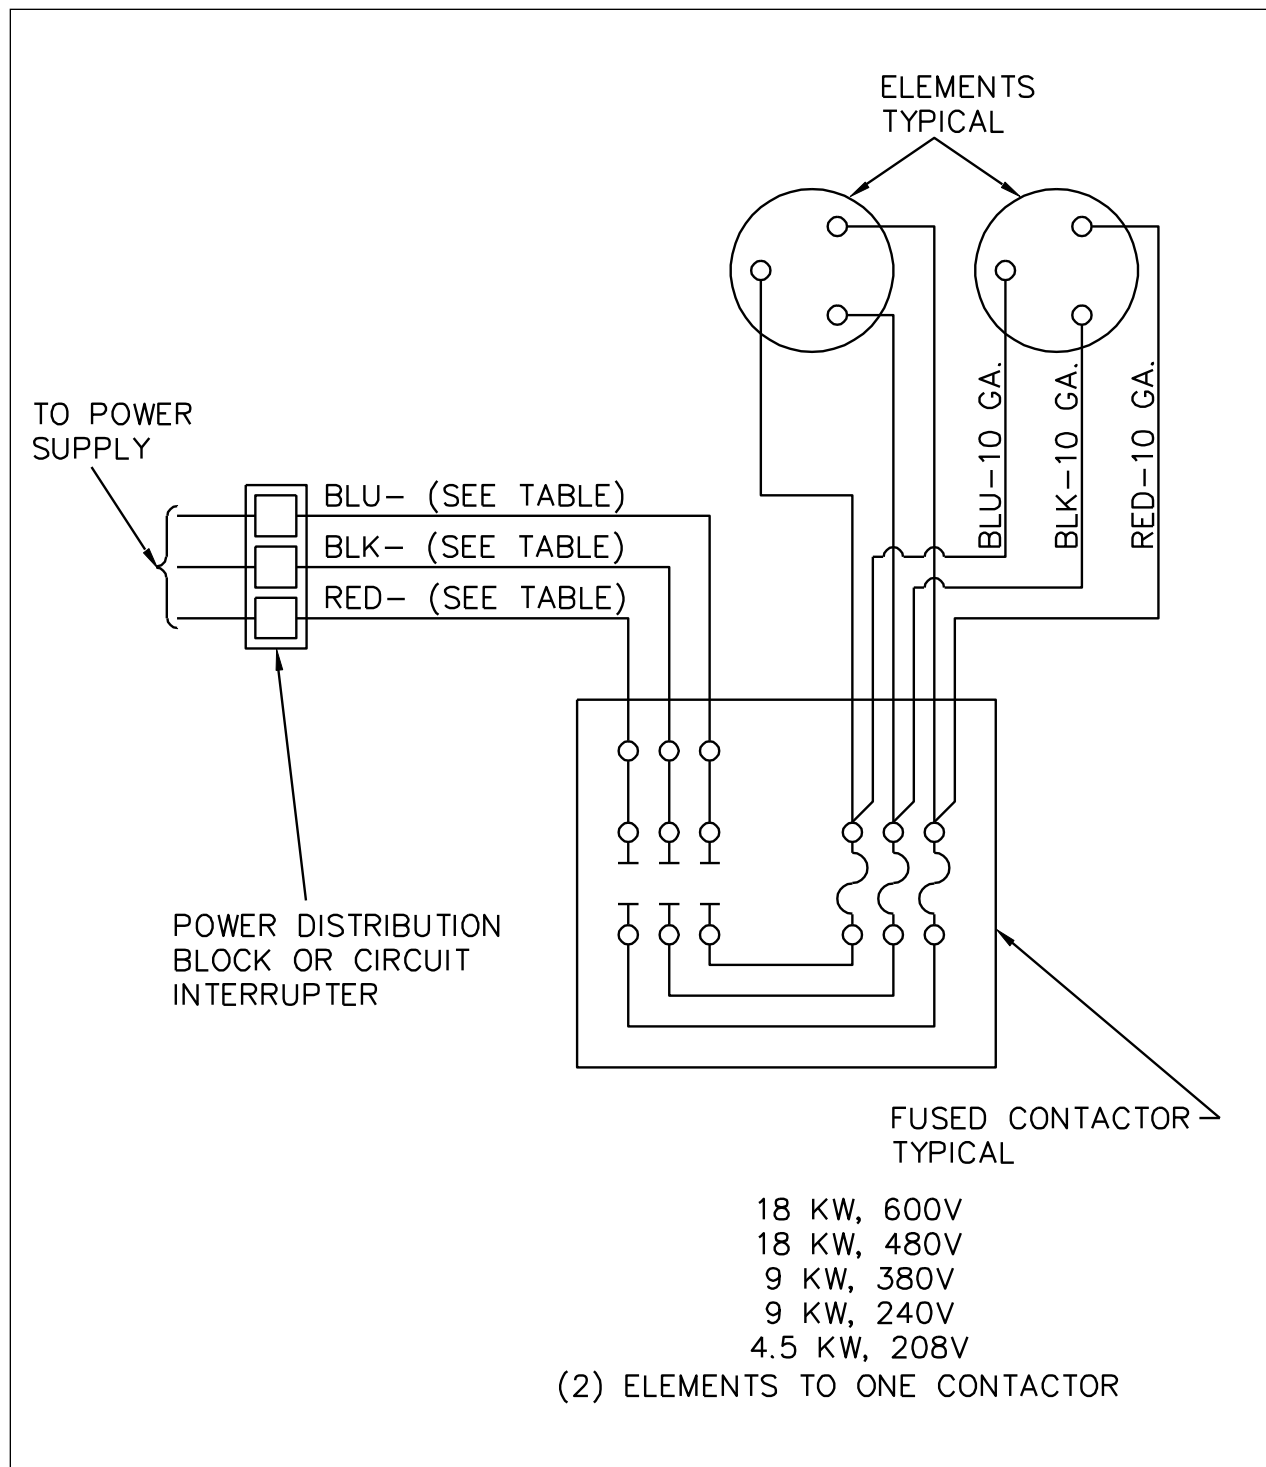 ELEMENTS
TYPICAL
TO POWER
SUPPLY
BLU- (SEE TABLE)
BLK- (SEE TABLE)
RED- (SEE TABLE)
BLU-10 GA.
BLK-10 GA.
RED-10 GA.
POWER DISTRIBUTION
BLOCK OR CIRCUIT
INTERRUPTER
FUSED CONTACTOR
TYPICAL
18 KW, 600V
18 KW, 480V
9 KW, 380V
9 KW, 240V
4.5 KW, 208V
(2) ELEMENTS TO ONE CONTACTOR